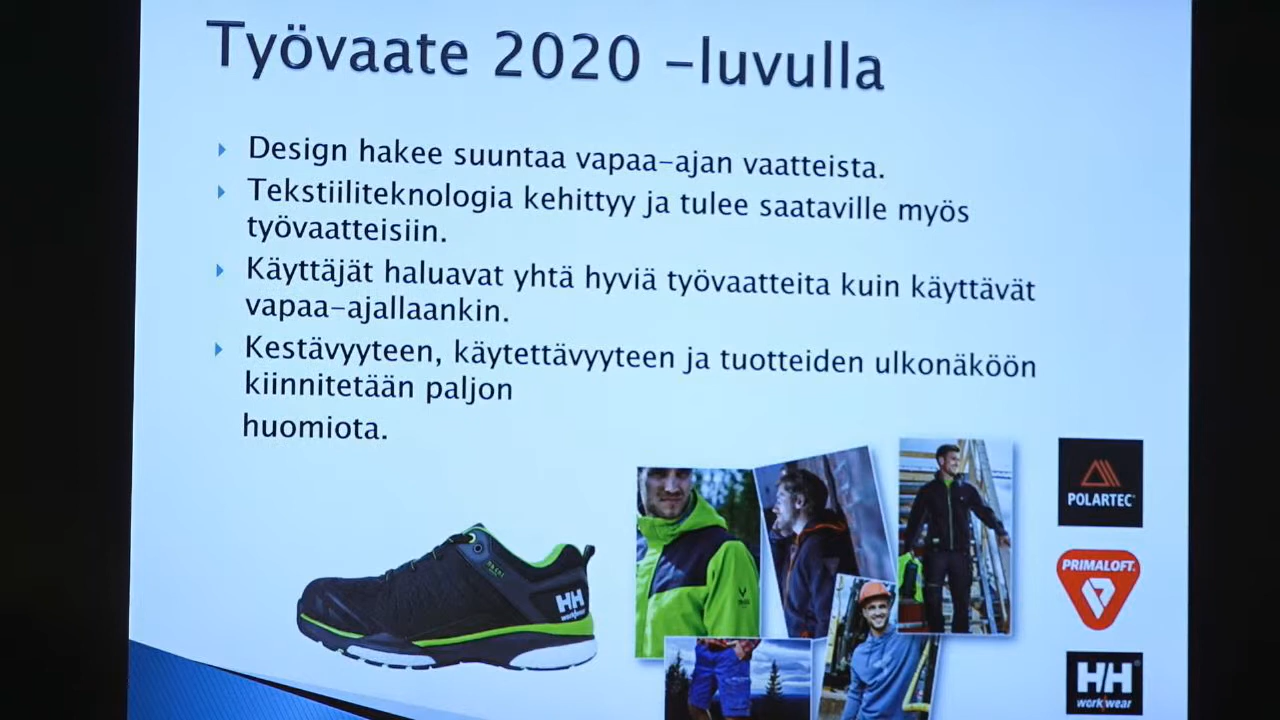 Työvaate 2020 -luvulla
Design hakee suuntaa vapaa-ajan vaatteista.
Tekstiiliteknologia kehittyy ja tulee saataville myös
työvaatteisiin.
Käyttäjät haluavat yhtä hyviä työvaatteita kuin käyttävät
vapaa-ajallaankin.
Kestävyyteen, käytettävyyteen ja tuotteiden ulkonäköön
kiinnitetään paljon
huomiota.
POLARTEC
PRIMALOFT
HH
workwear
HH
workwear